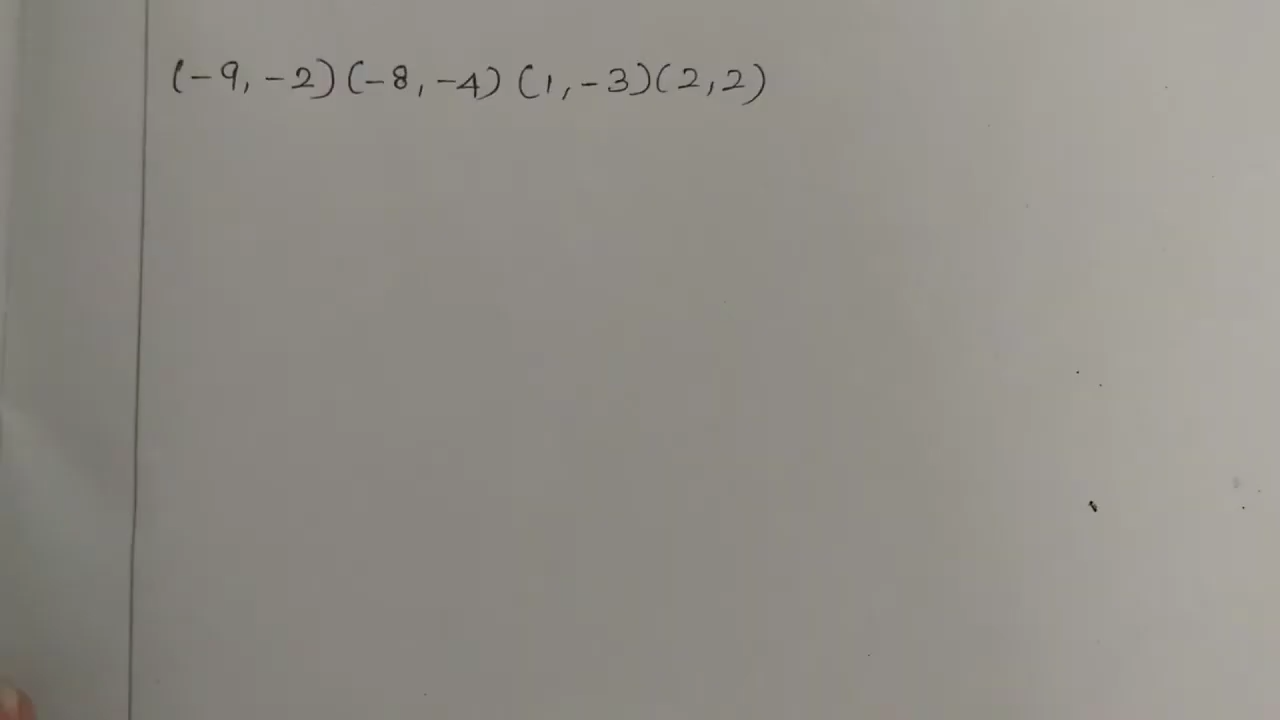 (-9, -2)(-8, -4) (1, -3)(2,2)